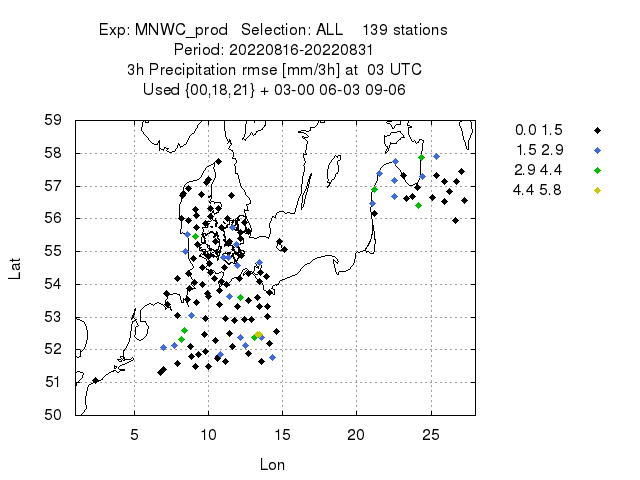 Exp: MNWC_prod Selection: ALL 139 stations
Period: 20220816-20220831
3h Precipitation rmse [mm/3h] at 03 UTC
Used {00,18,21} + 03-00 06-03 09-06
59
58
57
56
55
54
53
52
51
50
Lat
5 10 15 20 25
Lon
0.0 1.5
1.5 2.9
2.9 4.4
4.4 5.8